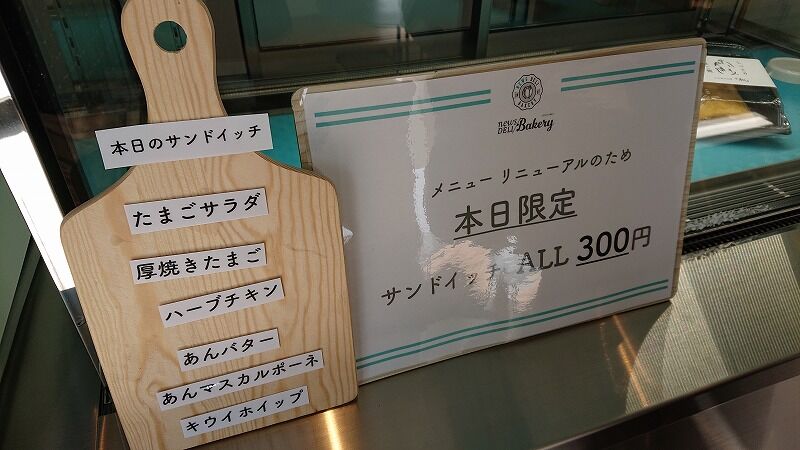 本日のサンドイッチ
たまごサラダ
厚焼きたまご
ハーブチキン
あんバター
あんマスカルポーネ
キウイホイップ
NEWS DELI
BAKERY
NEWS
DELI/Bakery
メニュー リニューアルのため
本日限定
サンドイッチ ALL 300円